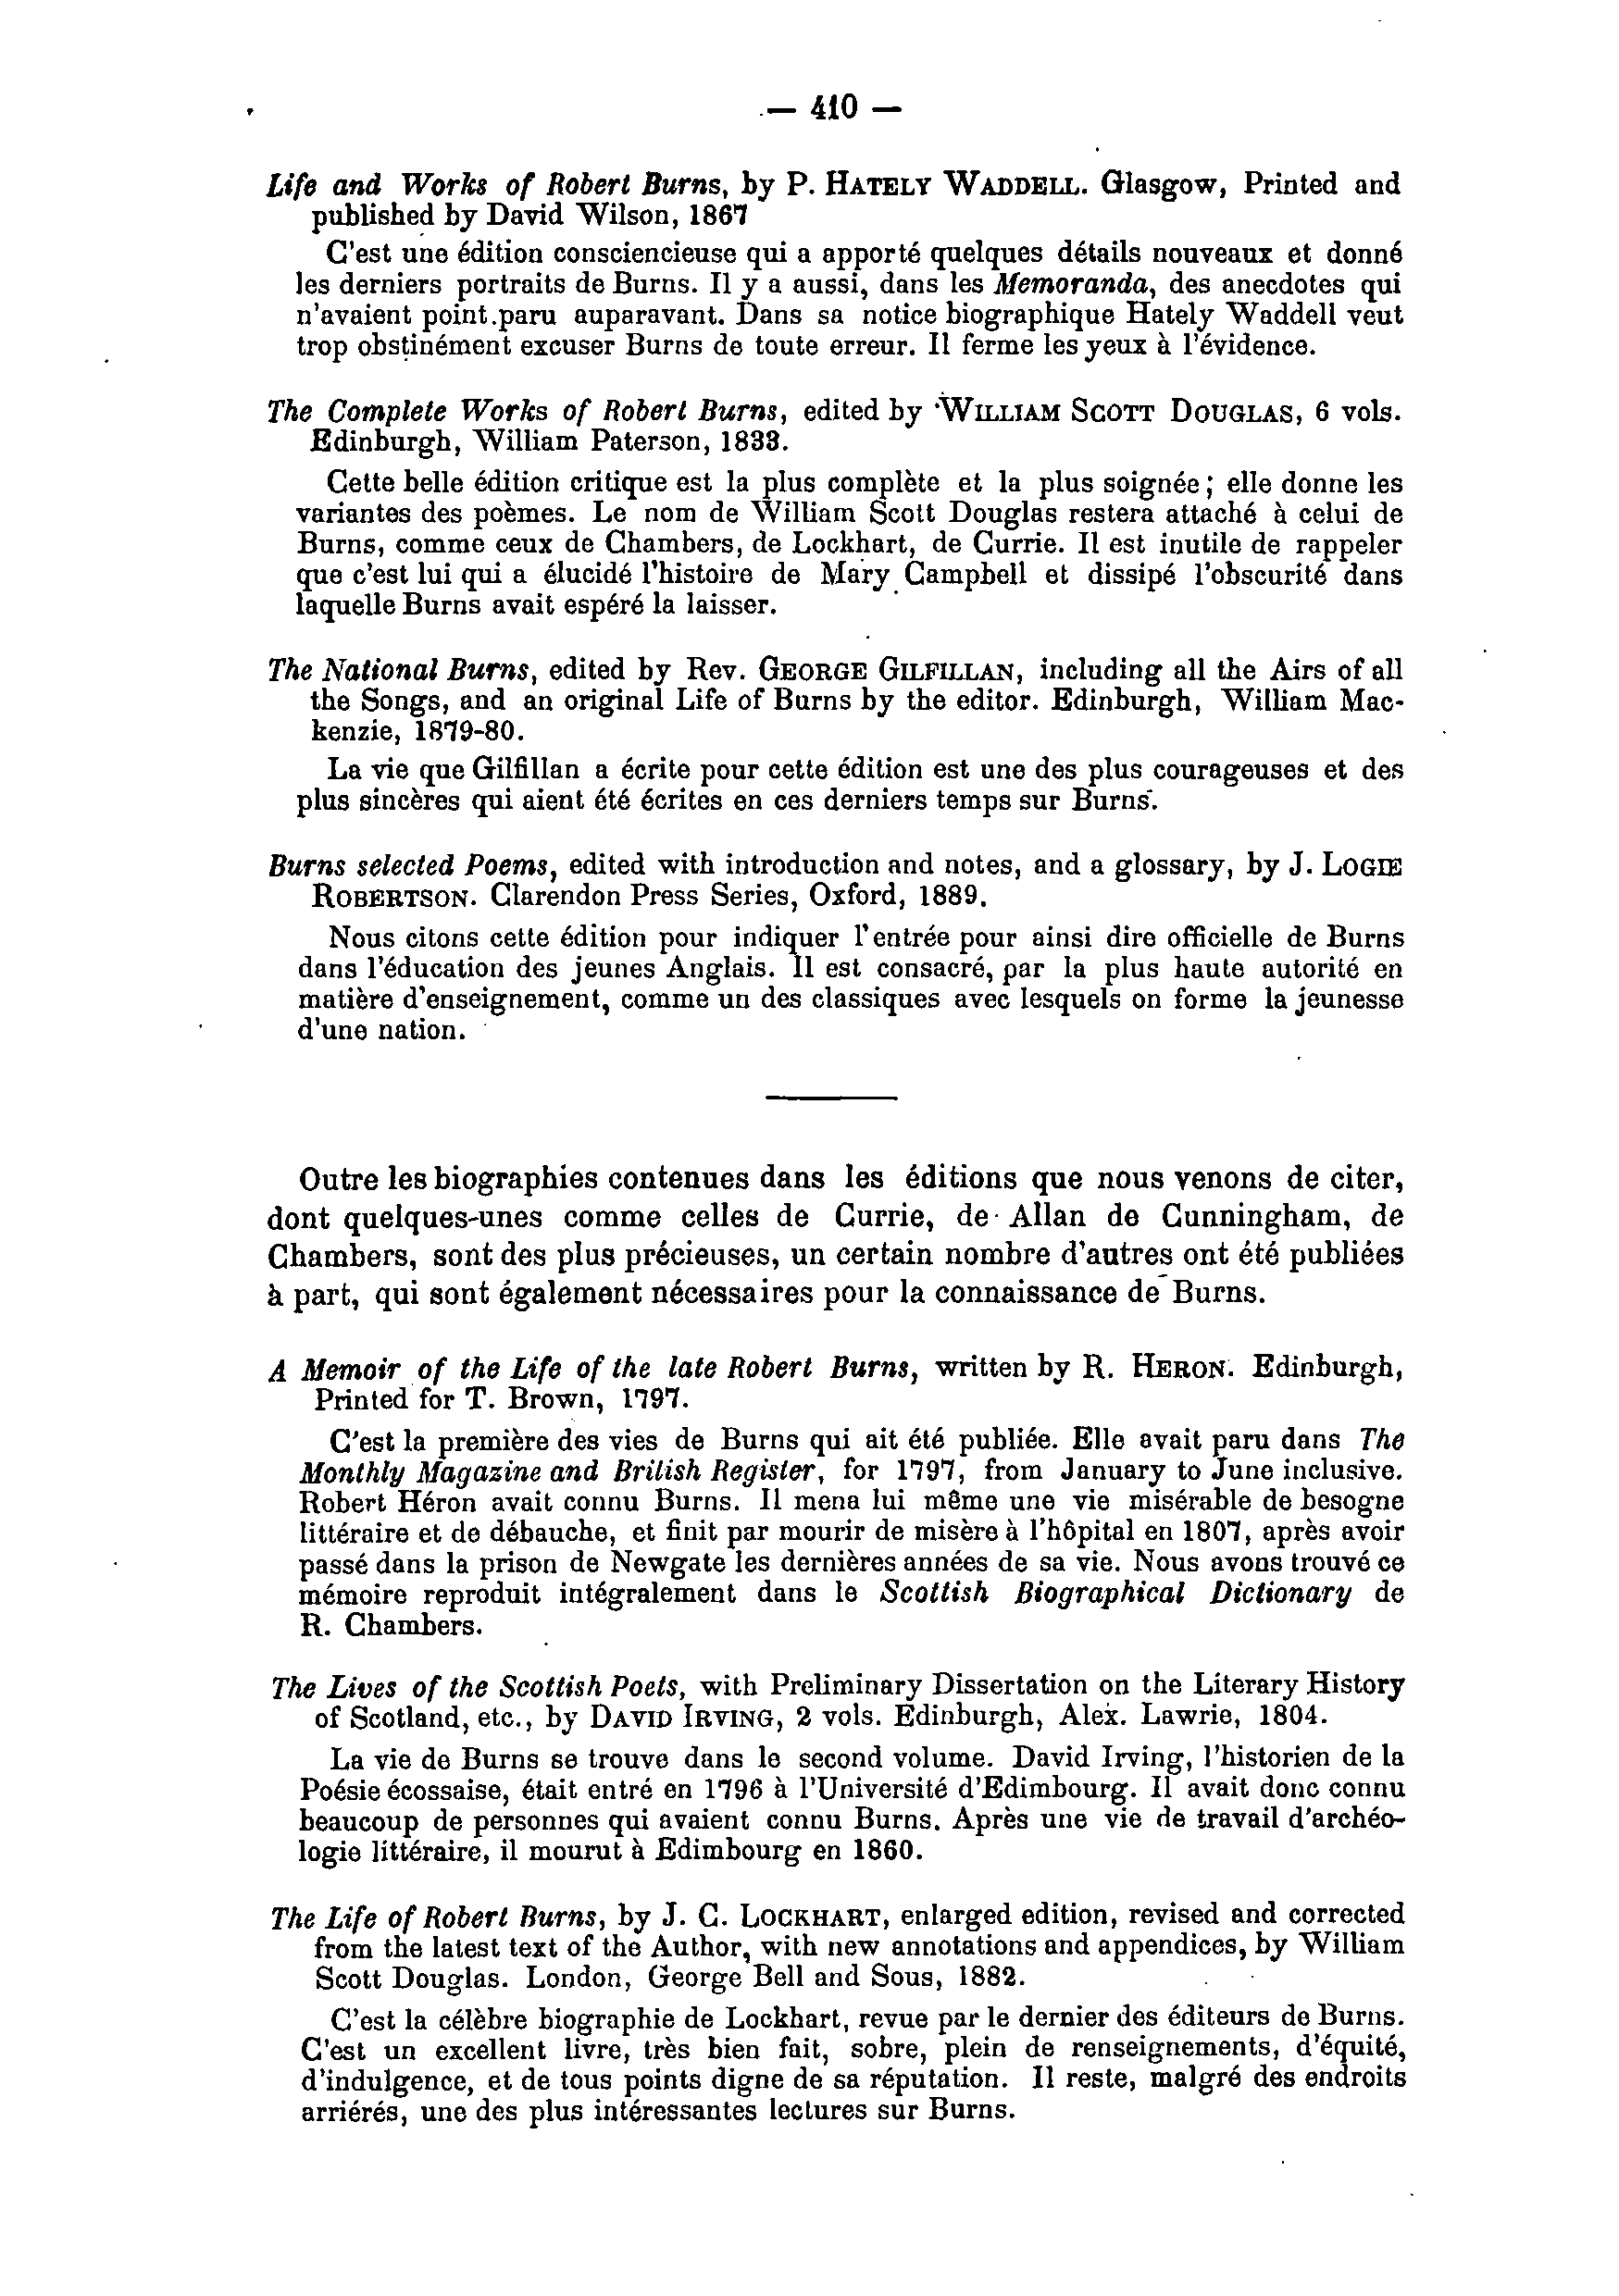 — 410 —
Life and Works of Robert Burns, by P. HATELY WADDELL. Glasgow, Printed and
published by David Wilson, 1867
C'est une édition consciencieuse qui a apporté quelques détails nouveaux et donné
les derniers portraits de Burns. Il y a aussi, dans les Memoranda, des anecdotes qui
n'avaient point.paru auparavant. Dans sa notice biographique Hately Waddell veut
trop obstinément excuser Burns de toute erreur. Il ferme les yeux à l'évidence.
The Complete Works of Robert Burns, edited by WILLIAM SCOTT DOUGLAS, 6 vols.
Edinburgh, William Paterson, 1833.
Cette belle édition critique est la plus complète et la plus soignée ; elle donne les
variantes des poèmes. Le nom de William Scott Douglas restera attaché à celui de
Burns, comme ceux de Chambers, de Lockhart, de Currie. Il est inutile de rappeler
que c'est lui qui a élucidé l'histoire de Mary Campbell et dissipé l'obscurité dans
laquelle Burns avait espéré la laisser.
The National Burns, edited by Rev. GEORGE GILFILLAN, including all the Airs of all
the Songs, and an original Life of Burns by the editor. Edinburgh, William Mac-
kenzie, 1879-80.
La vie que Gilfillan a écrite pour cette édition est une des plus courageuses et des
plus sincères qui aient été écrites en ces derniers temps sur Burns.
Burns selected Poems, edited with introduction and notes, and a glossary, by J. LOGIE
ROBERTSON. Clarendon Press Series, Oxford, 1889.
Nous citons cette édition pour indiquer l'entrée pour ainsi dire officielle de Burns
dans l'éducation des jeunes Anglais. Il est consacré, par la plus haute autorité en
matière d'enseignement, comme un des classiques avec lesquels on forme la jeunesse
d'une nation.
Outre les biographies contenues dans les éditions que nous venons de citer,
dont quelques-unes comme celles de Currie, de Allan de Cunningham, de
Chambers, sont des plus précieuses, un certain nombre d'autres ont été publiées
à part, qui sont également nécessaires pour la connaissance de Burns.
A Memoir of the Life of the late Robert Burns, written by R. HERON. Edinburgh,
Printed for T. Brown, 1797.
C'est la première des vies de Burns qui ait été publiée. Elle avait paru dans The
Monthly Magazine and British Register, for 1797, from January to June inclusive.
Robert Héron avait connu Burns. Il mena lui même une vie misérable de besogne
littéraire et de débauche, et finit par mourir de misère à l'hôpital en 1807, après avoir
passé dans la prison de Newgate les dernières années de sa vie. Nous avons trouvé ce
mémoire reproduit intégralement dans le Scottish Biographical Dictionary de
R. Chambers.
The Lives of the Scottish Poets, with Preliminary Dissertation on the Literary History
of Scotland, etc., by DAVID IRVING, 2 vols. Edinburgh, Alex. Lawrie, 1804.
La vie de Burns se trouve dans le second volume. David Irving, l'historien de la
Poésie écossaise, était entré en 1796 à l'Université d'Edimbourg. Il avait donc connu
beaucoup de personnes qui avaient connu Burns. Après une vie de travail d'archéo-
logie littéraire, il mourut à Edimbourg en 1860.
The Life of Robert Burns, by J. C. LOCKHART, enlarged edition, revised and corrected
from the latest text of the Author, with new annotations and appendices, by William
Scott Douglas. London, George Bell and Sous, 1882.
C'est la célèbre biographie de Lockhart, revue par le dernier des éditeurs de Burns.
C'est un excellent livre, très bien fait, sobre, plein de renseignements, d'équité,
d'indulgence, et de tous points digne de sa réputation. Il reste, malgré des endroits
arriérés, une des plus intéressantes lectures sur Burns.